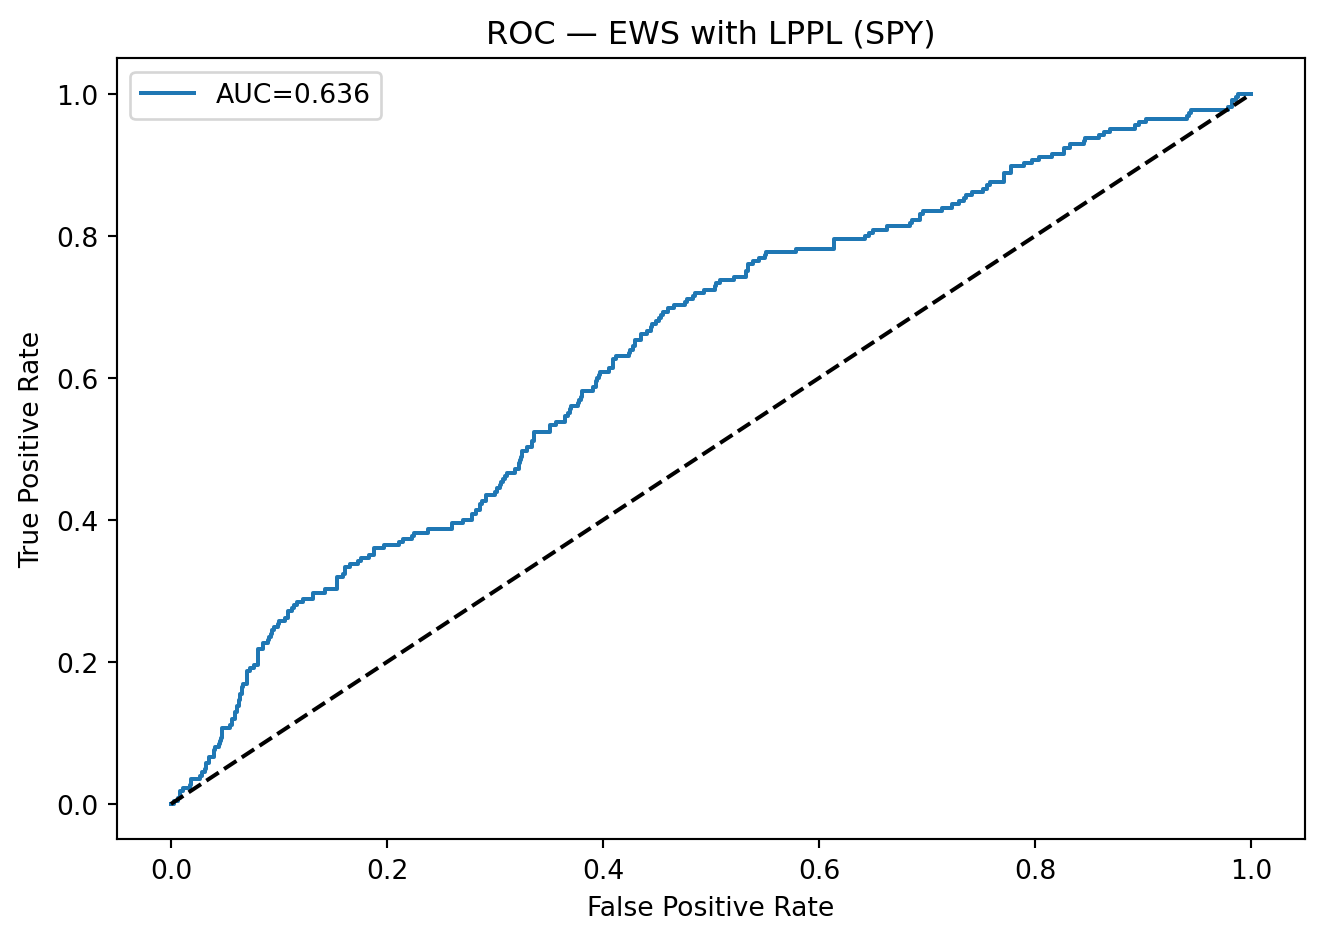 ROC — EWS with LPPL (SPY)
AUC=0.636
1.0
0.8
0.6
0.4
0.2
0.0
True Positive Rate
0.0 0.2 0.4 0.6 0.8 1.0
False Positive Rate